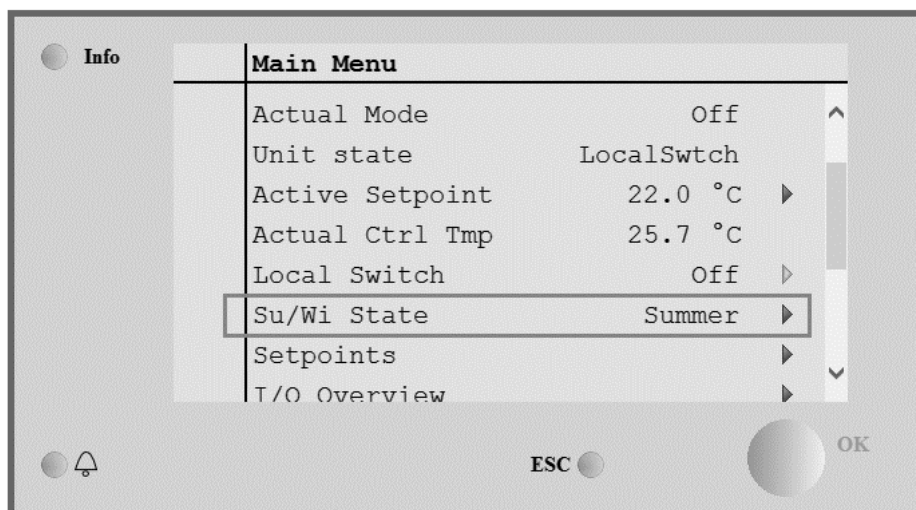 Info
Main Menu
Actual Mode Off
Unit state LocalSwtch
Active Setpoint 22.0 °C
Actual Ctrl Tmp 25.7 °C
Local Switch Off
Su/Wi State Summer
Setpoints
I/O Overview
ESC
OK